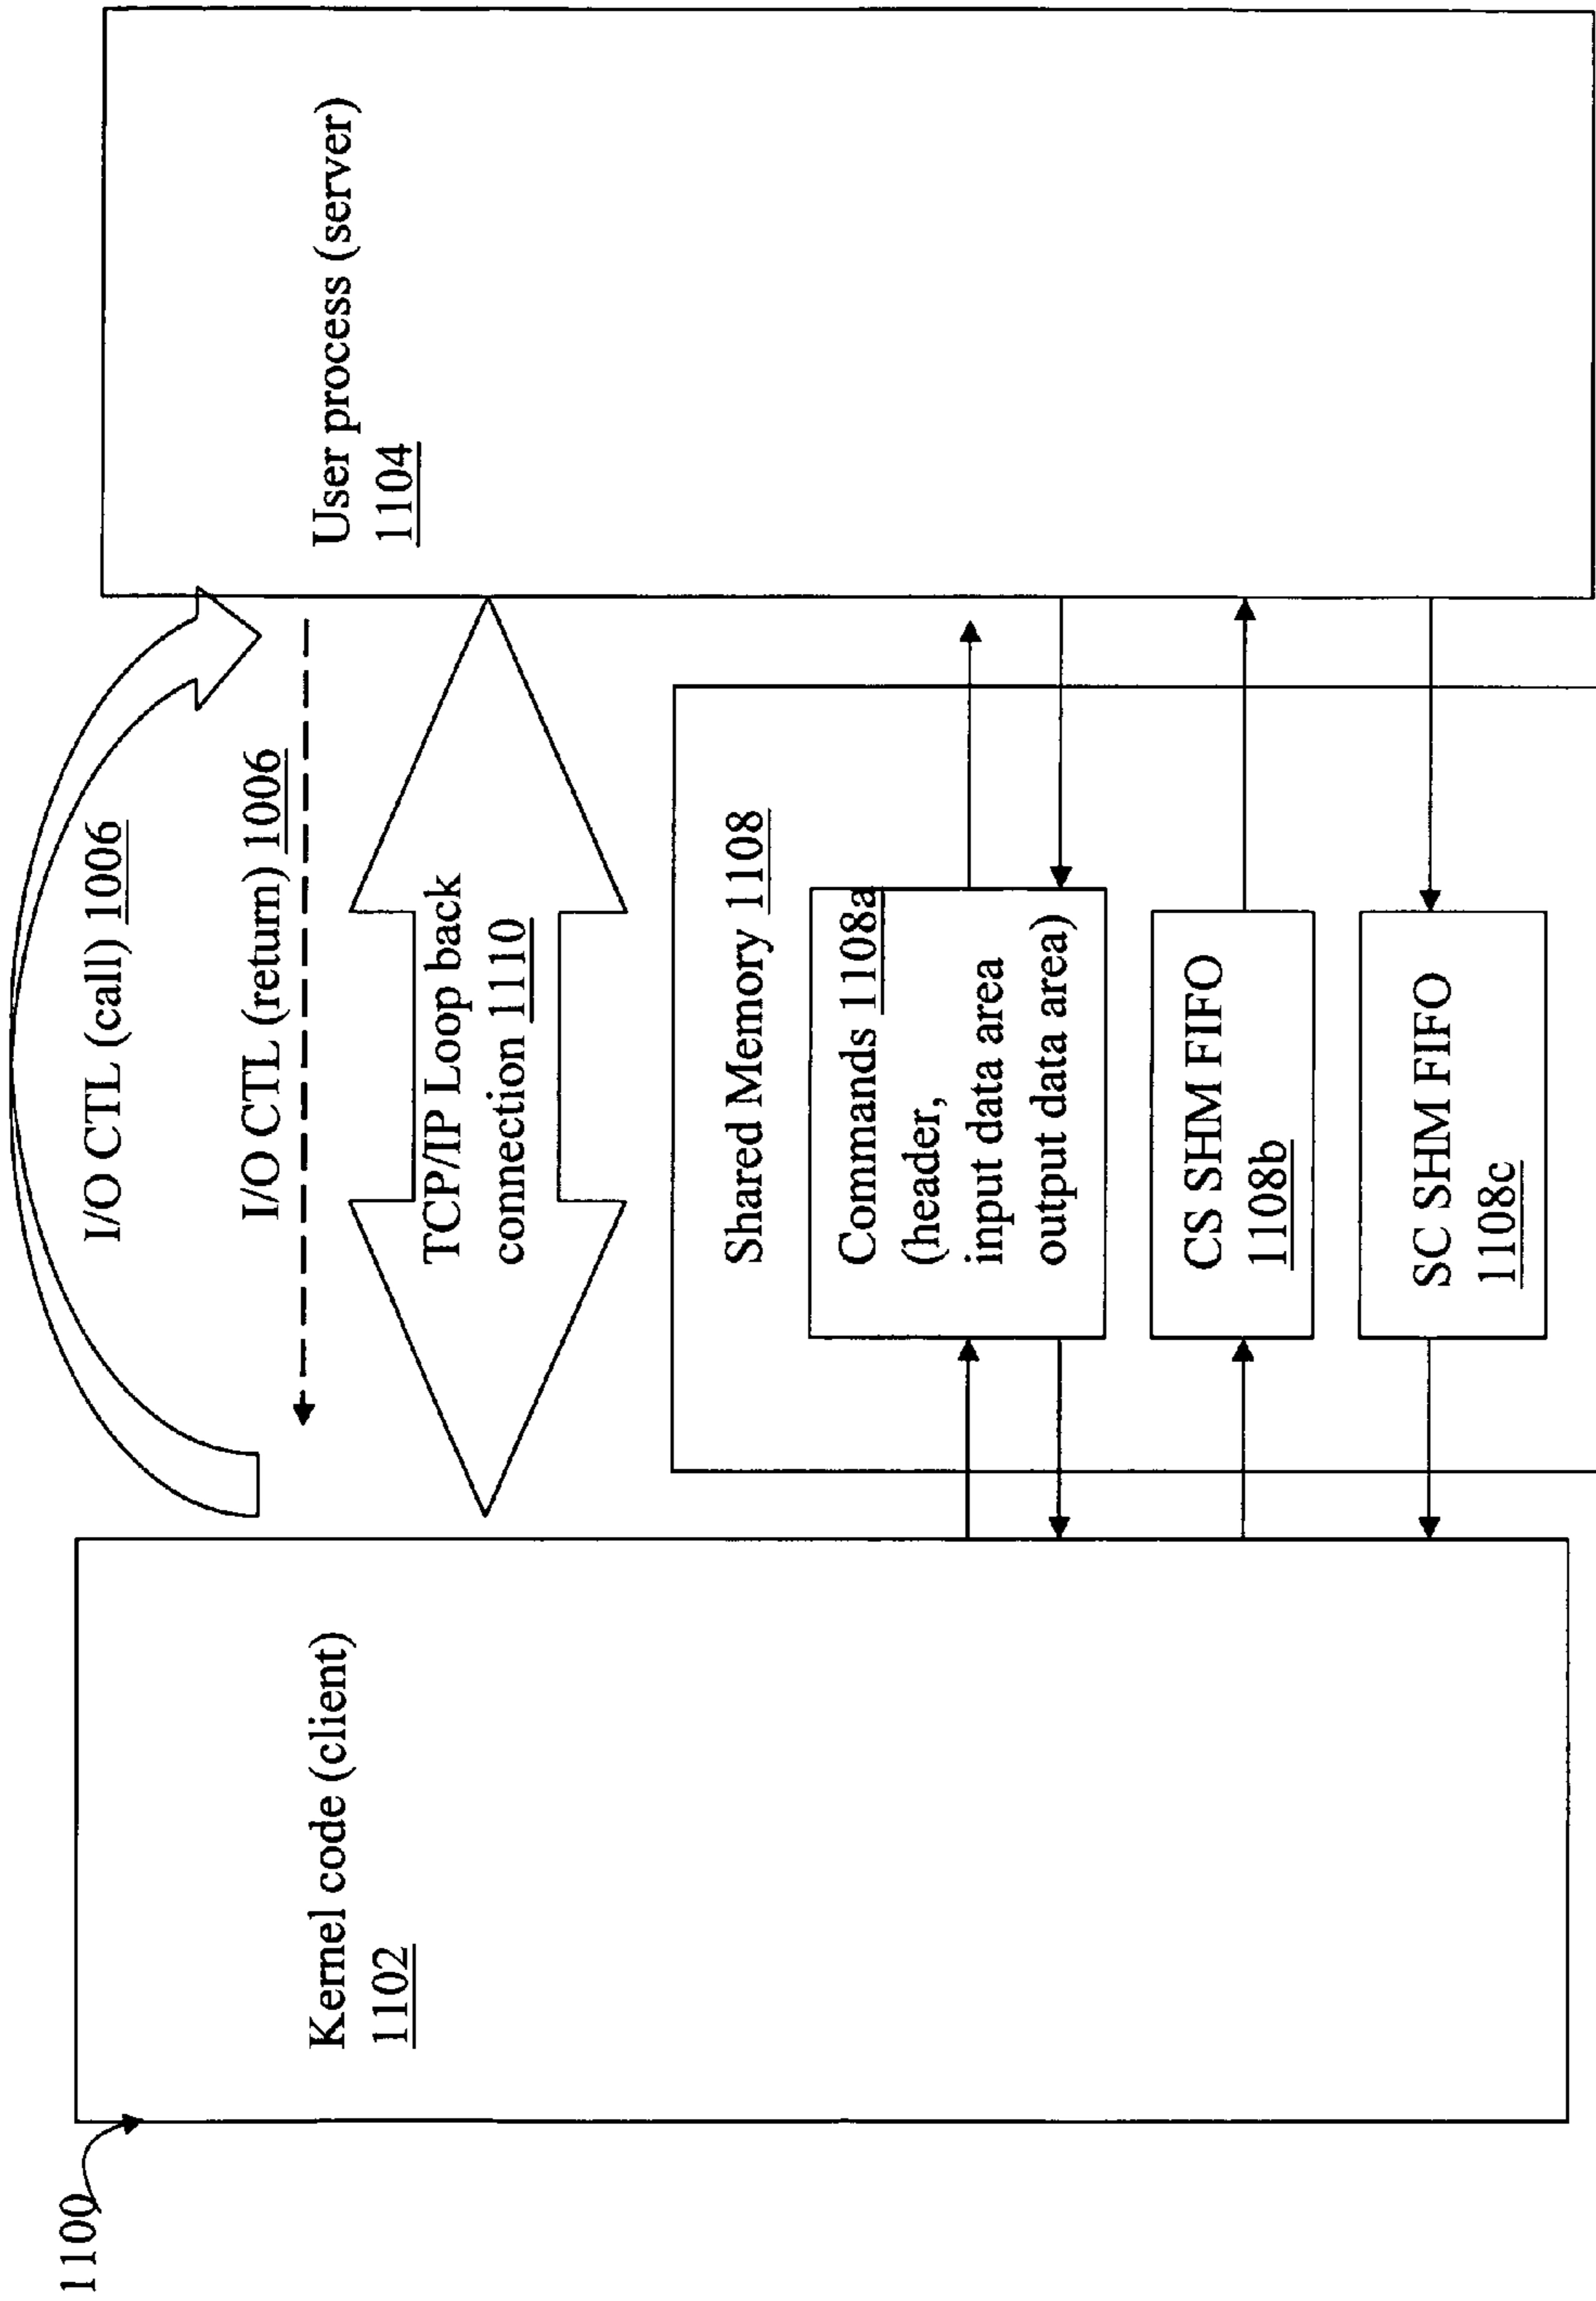 1100
Kernel code (client)
1102
I/O CTL (call) 1006
I/O CTL (return) 1006
TCP/IP Loop back
connection 1110
Shared Memory 1108
Commands 1108a
(header,
input data area
output data area)
CS SHM FIFO
1108b
SC SHM FIFO
1108c
User process (server)
1104